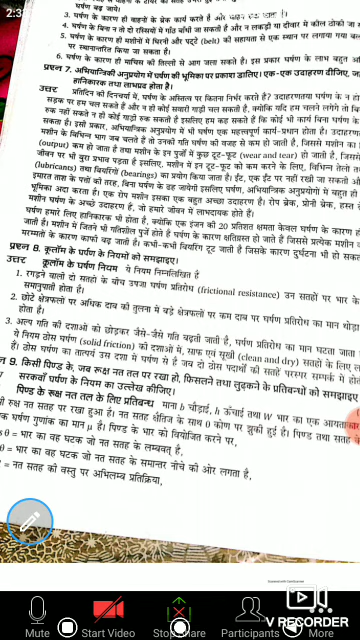 2:3
घर्षण बढ़ जाये।
3. घर्षण के कारण ही वाहनों के ब्रेक कार्य करते हैं और वाहन
4. घर्षण के बिना न तो दो रस्सियों में गाँठ बाँधी जा सकती है और न लकड़ी या दीवार में कील ठोकी जा
5. घर्षण के कारण ही मशीनों में घिरनी और पट्टे (belt) की सहायता से एक स्थान पर लगाया गया बल
पर स्थानान्तरित किया जा सकता है।
6. घर्षण के कारण ही माचिस की तिल्ली से आग जला सकते हैं। इस प्रकार घर्षण के लाभ बहुत अ
प्रश्न 7. अभियान्त्रिकी अनुप्रयोग में घर्षण की भूमिका पर प्रकाश डालिए। एक-एक उदाहरण दीजिए, ज
हानिकारक तथा लाभप्रद होता है।
उत्तर प्रतिदिन की दिनचर्या में, घर्षण के अस्तित्व पर कितना निर्भर करते हैं? उदाहरणतया घर्षण के न हो
सड़क पर हम चल सकते हैं और न ही कोई सवारी गाड़ी चल सकती है, क्योंकि यदि हम चलने लगेंगे तो बि
रुक नहीं सकते न ही कोई गाड़ी रुक सकती है इसलिए हम कह सकते हैं कि कोई भी कार्य बिना घर्षण के
सकता है। इसी प्रकार, अभियान्त्रिक अनुप्रयोग में भी घर्षण एक महत्त्वपूर्ण कार्य-प्रधान होता है। उदाहरण
मशीन के विभिन्न भाग जब चलते हैं तो उनकी गति घर्षण की वजह से कम हो जाती है, जिससे मशीन का
(output) कम हो जाता है तथा मशीन के इन पुर्जों में कुछ टूट-फूट (wear and tear) हो जाती है, जिससे
जीवन पर भी बुरा प्रभाव पड़ता है इसलिए, मशीन में इन टूट-फूट को कम करने के लिए, विभिन्न तेलों त
(lubricants) तथा बियरिंगों (bearings) का प्रयोग किया जाता है। ईंट, एक ईंट पर नहीं रखी जा सकती औ
इमारत ताश के पत्तों की तरह, बिना घर्षण के ढह जायेगी इसलिए घर्षण, अभियान्त्रिक अनुप्रयोगों में बहुत ही
भूमिका अदा करता है। एक रोप मशीन इसका एक बहुत अच्छा उदाहरण है। रोप ब्रेक, प्रोनी ब्रेक, हस्त
मशीन घर्षण के अच्छे उदाहरण हैं, जो हमारे जीवन में लाभदायक होते हैं।
घर्षण हमारे लिए हानिकारक भी होता है, क्योंकि एक इंजन की 20 प्रतिशत क्षमता केवल घर्षण के कारण ही
जाती है। मशीन में जितने भी गतिशील पुर्जे होते हैं घर्षण के कारण क्षतिग्रस्त हो जाते हैं जिससे प्रत्येक मशीन
मरम्मत के कारण काफी बढ़ जाती है। कभी-कभी बियरिंग टूट जाती है जिसके कारण दुर्घटना भी हो सकत
प्रश्न 8. कूलॉम के घर्षण के नियमों को समझाइए।
उत्तर कूलॉम के घर्षण नियम ये नियम निम्नलिखित हैं
1. रगड़ने वाली दो सतहों के बीच उपजा घर्षण प्रतिरोध (frictional resistance) उन सतहों पर भार के
समानुपाती होता है।
2. छोटे क्षेत्रफलों पर अधिक दाब की तुलना में बड़े क्षेत्रफलों पर कम दाब पर घर्षण प्रतिरोध का मान थोड़ा
होता है।
3. अल्प गति की दशाओं को छोड़कर जैसे-जैसे गति बढ़ती जाती है, घर्षण प्रतिरोध का मान घटता जाता
ये नियम ठोस घर्षण (solid friction) की दशाओं में, साफ एवं सूखी (clean and dry) सतहों के लिए ल
हैं। ठोस घर्षण का तात्पर्य उस दशा में घर्षण से है जब दो ठोस पदार्थों की सतहें परस्पर सम्पर्क में होत
न 9. किसी पिण्ड के, जब रूक्ष नत तल पर रखा हो, फिसलने तथा लुढ़कने के प्रतिबन्धों को समझाइए
सरकवाँ घर्षण के नियम का उल्लेख कीजिए।
पिण्ड के रूक्ष नत तल के लिए प्रतिबन्ध माना b चौड़ाई, h ऊँचाई तथा W भार का एक आयताकार
सी रूक्ष नत सतह पर रखा हुआ है। नत सतह क्षैतिज के साथ θ कोण पर झुकी हुई है। पिण्ड तथा सतह के
क घर्षण गुणांक का मान μ है। पिण्ड के भार को वियोजित करने पर,
s θ = भार का वह घटक जो नत सतह के लम्बवत् है,
θ = भार का वह घटक जो नत सतह के समान्तर नीचे की ओर लगता है,
= नत सतह की वस्तु पर अभिलम्ब प्रतिक्रिया,
V RECORDER
Mute Start Video Stop Share Participants More